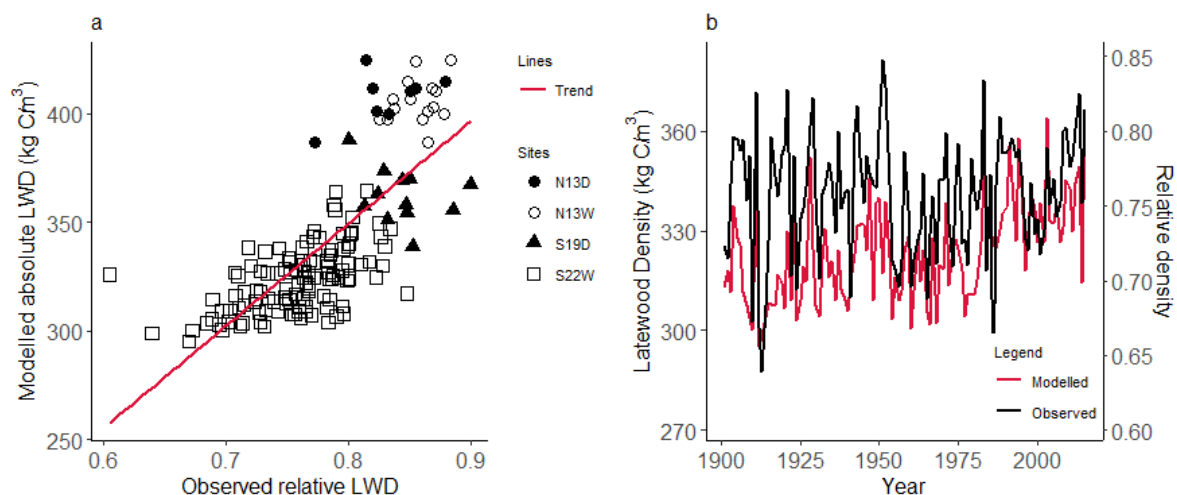 a
Modelled absolute LWD (kg C/m³)
400
350
300
250
0.6 0.7 0.8 0.9
Observed relative LWD
Lines
Trend
Sites
N13D
N13W
S19D
S22W
b
Latewood Density (kg C/m³)
360
330
300
270
1900 1925 1950 1975 2000
Year
0.85
0.80
0.75
0.70
0.65
0.60
Relative density
Legend
Modelled
Observed